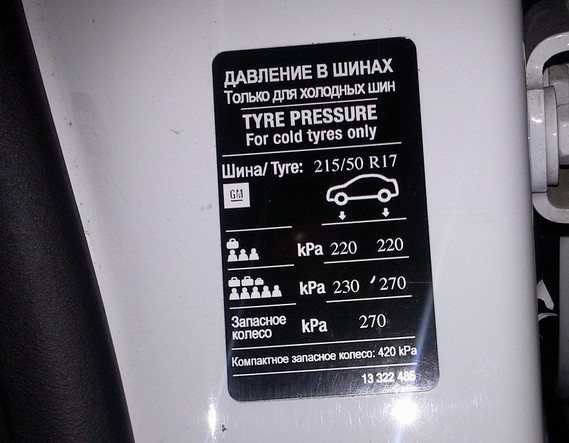 ДАВЛЕНИЕ В ШИНАХ
Только для холодных шин
TYRE PRESSURE
For cold tyres only
Шина/ Tyre: 215/50 R17
GM
kPa 220 220
kPa 230 270
Запасное колесо kPa 270
Компактное запасное колесо: 420 kPa
13 322 485